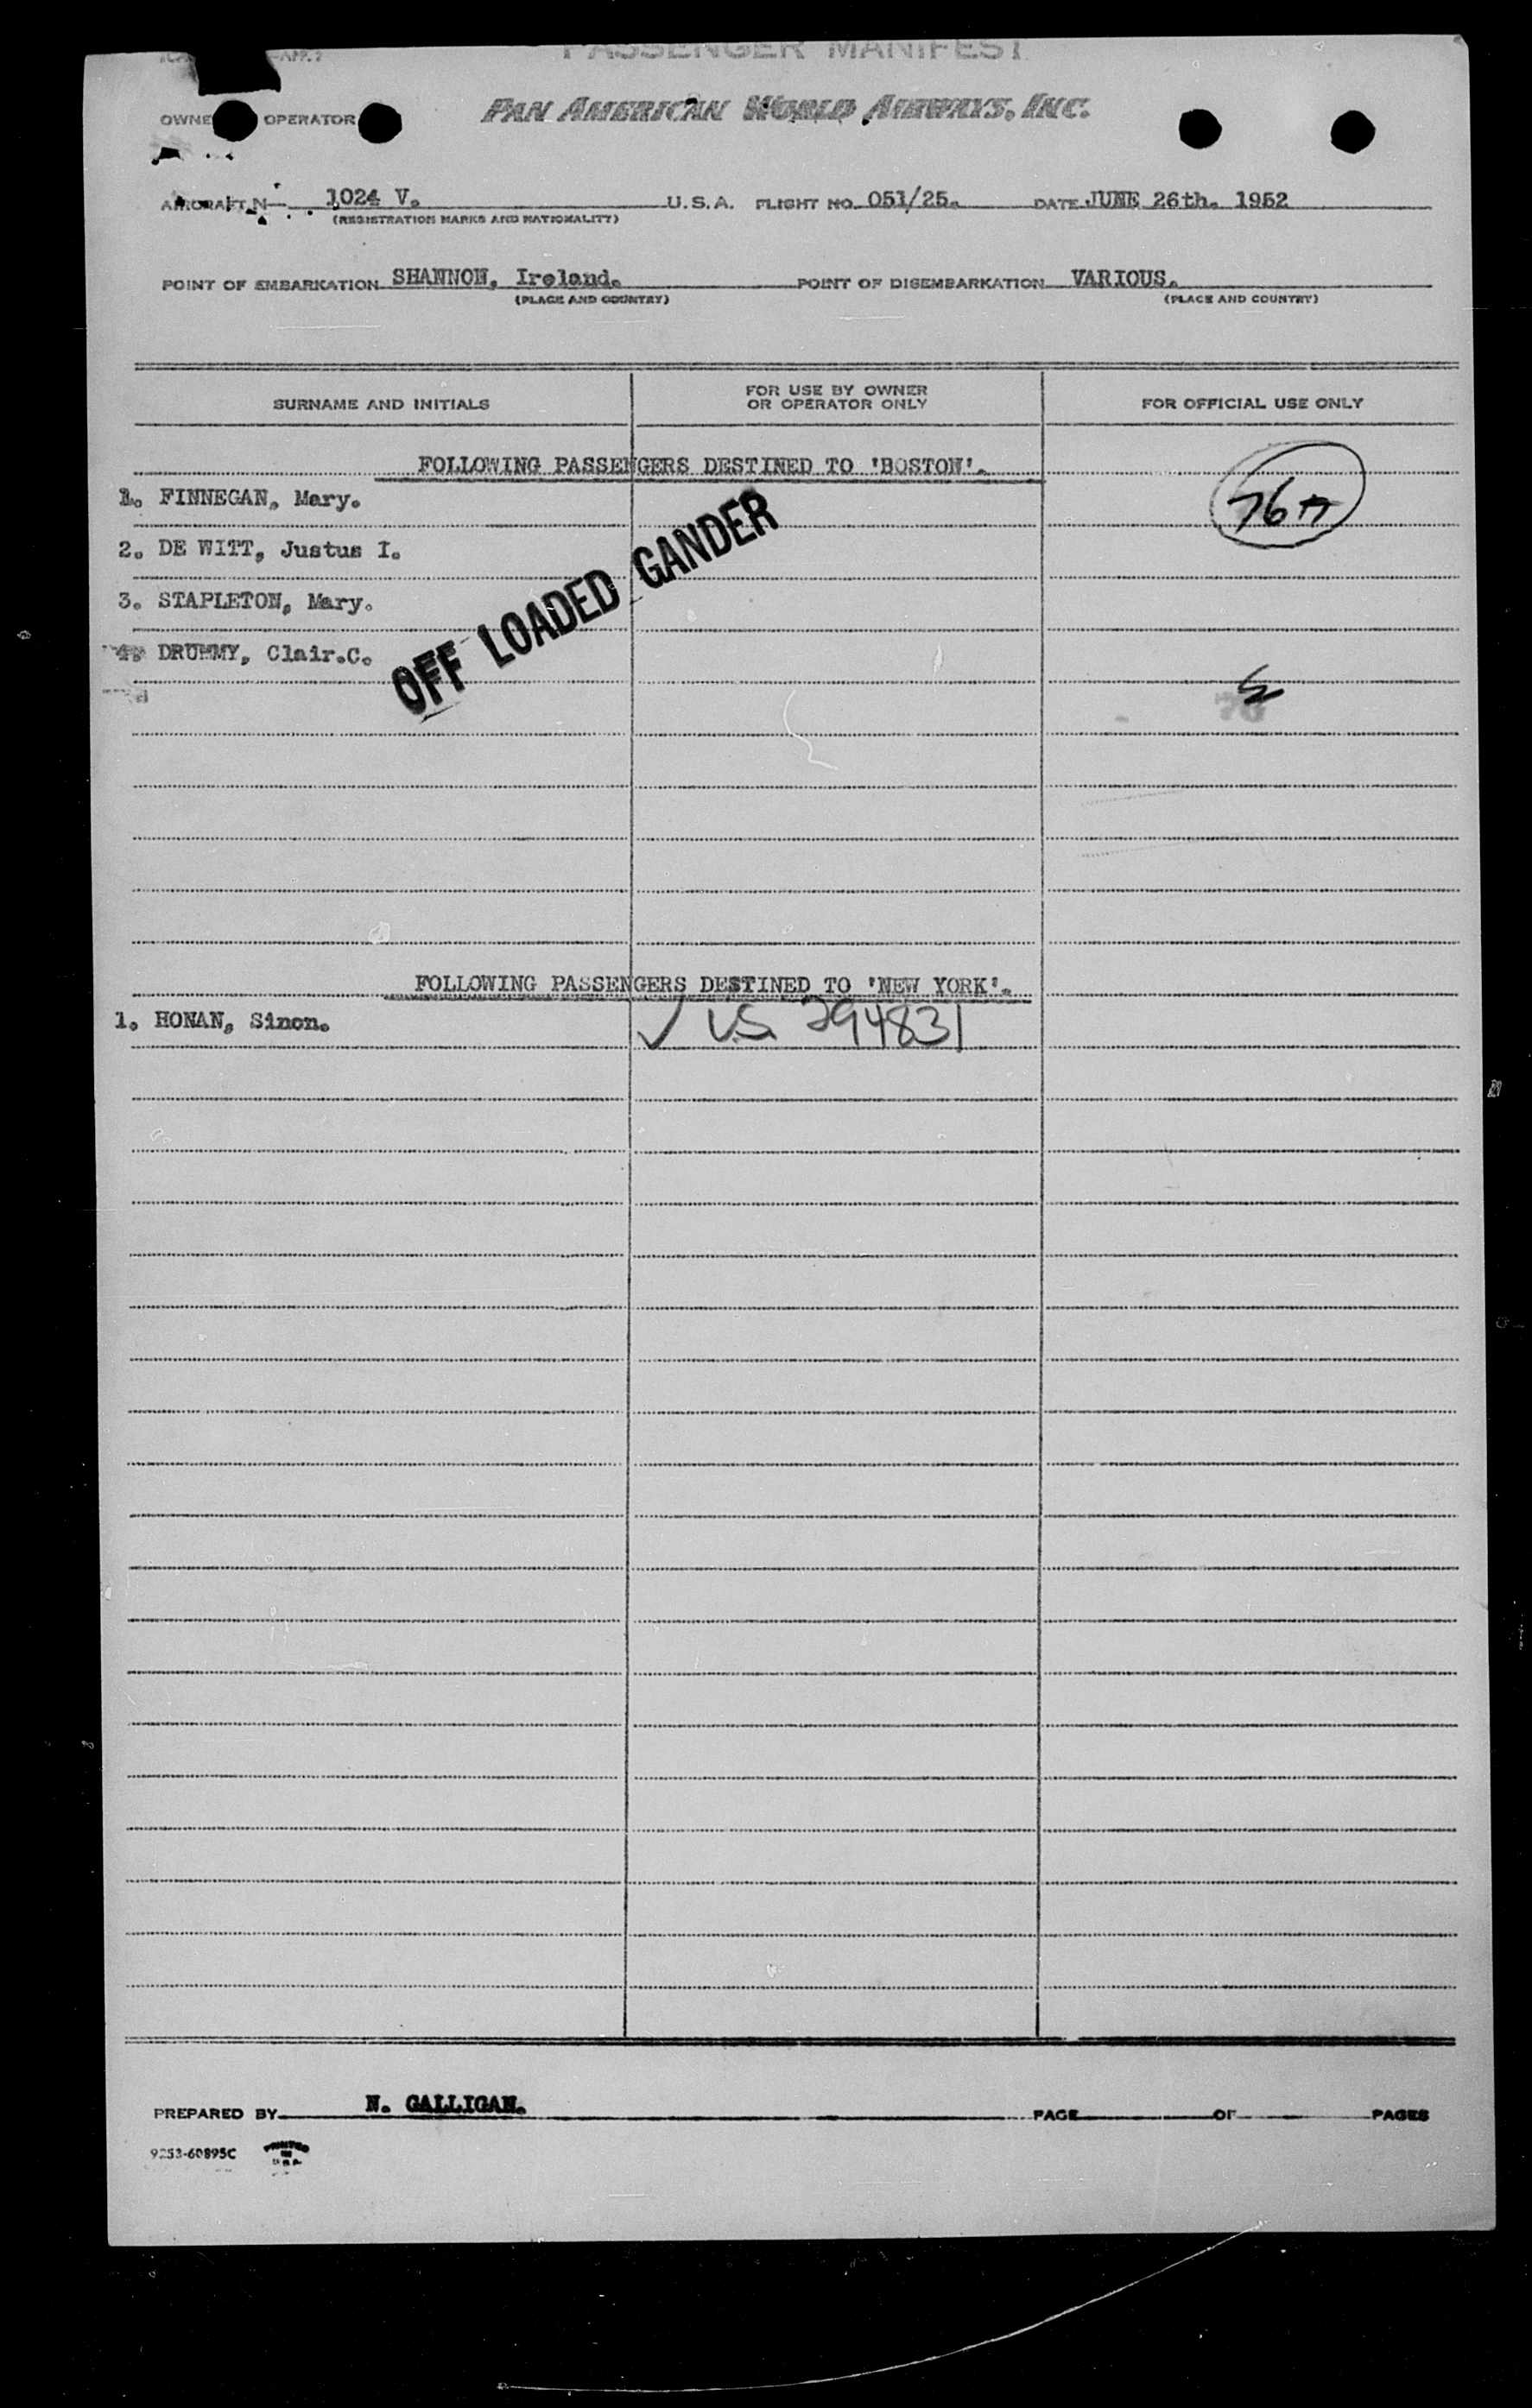 PASSENGER MANIFEST
OPERATOR PAN AMERICAN WORLD AIRWAYS, INC.
AIRCRAFT N- 1024 V. U.S.A. FLIGHT NO. 051/25. DATE JUNE 26th. 1952
(REGISTRATION MARKS AND NATIONALITY)
POINT OF EMBARKATION SHANNON, Ireland. POINT OF DISEMBARKATION VARIOUS.
(PLACE AND COUNTRY) (PLACE AND COUNTRY)
SURNAME AND INITIALS
FOR USE BY OWNER
OR OPERATOR ONLY
FOR OFFICIAL USE ONLY
FOLLOWING PASSENGERS DESTINED TO 'BOSTON'.
1. FINNEGAN, Mary.
2. DE WITT, Justus I.
3. STAPLETON, Mary.
4. DRUMMY, Clair.C.
OFF LOADED GANDER
FOLLOWING PASSENGERS DESTINED TO 'NEW YORK'.
1. HONAN, Sinon. ✓ V.S. 294831
PREPARED BY N. GALLIGAN. PAGE OF PAGES
9253-60895C PRINTED
IN
U.S.A.